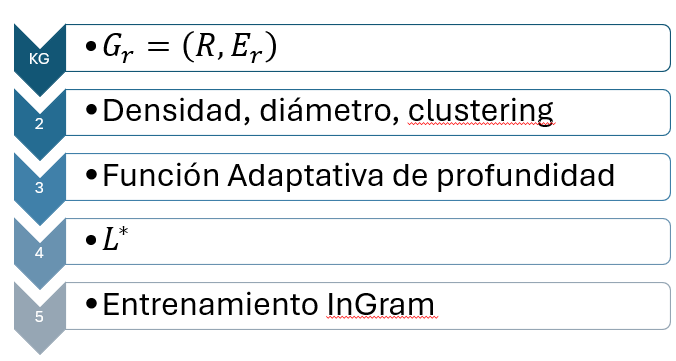 KG
• G_r = (R, E_r)
2
• Densidad, diámetro, clustering
3
• Función Adaptativa de profundidad
4
• L*
5
• Entrenamiento InGram